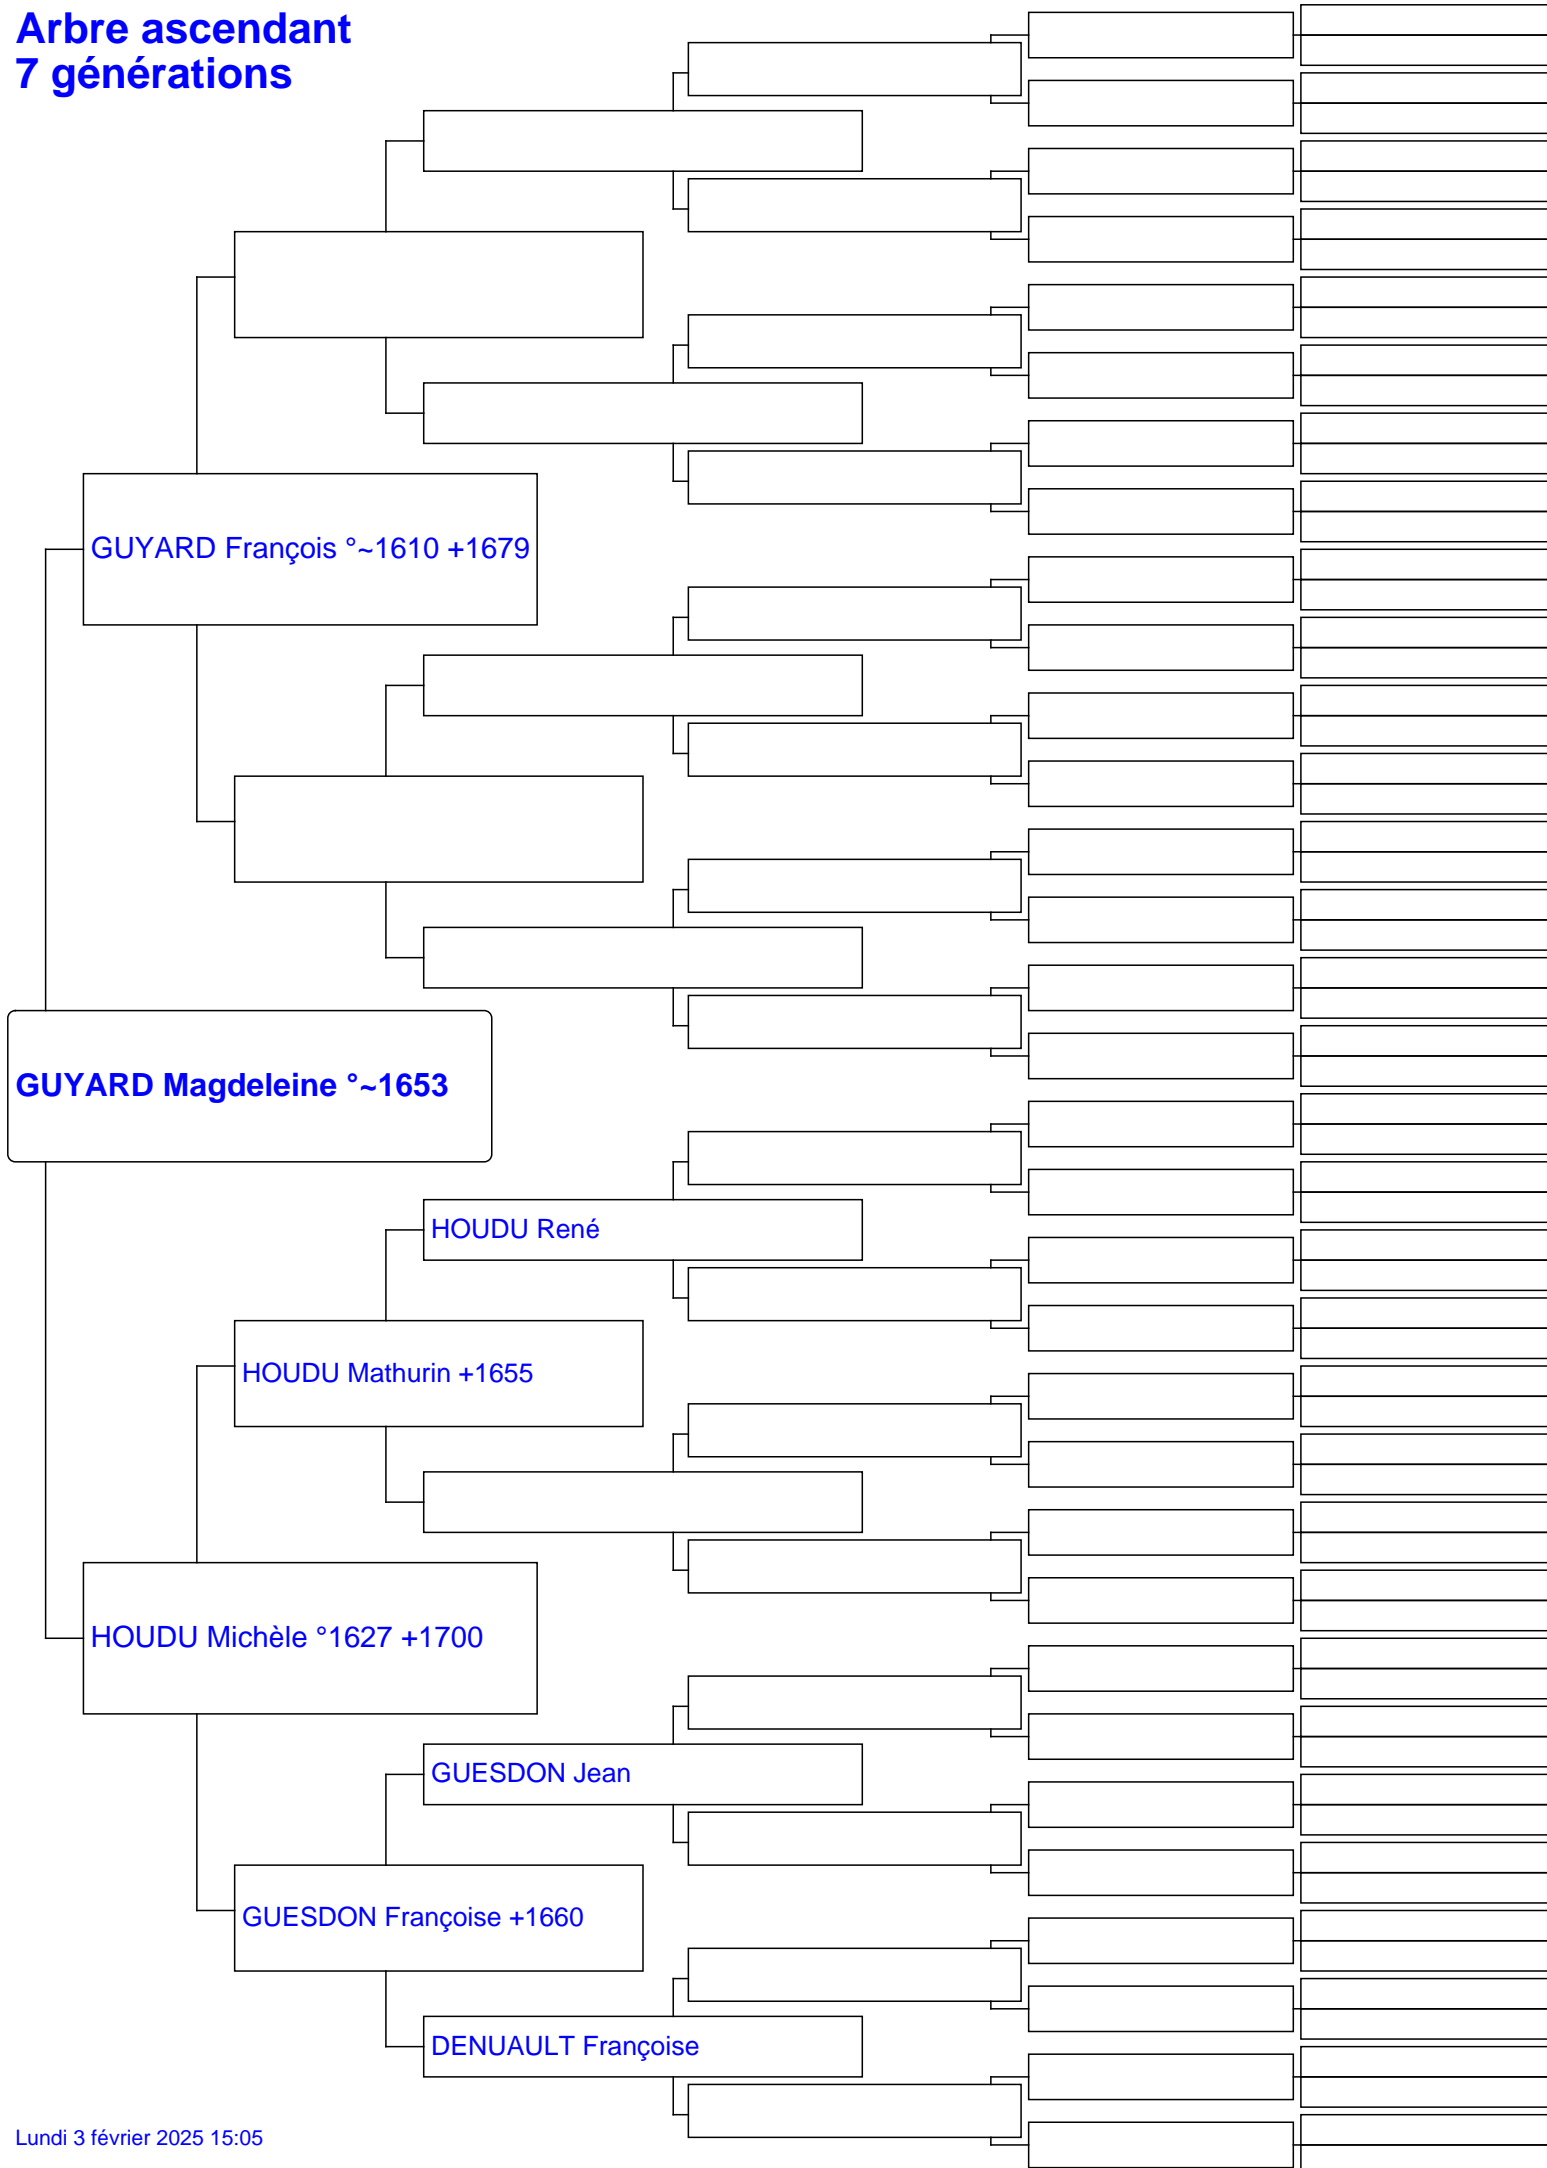 Arbre ascendant
7 générations
GUYARD François °~1610 +1679
GUYARD Magdeleine °~1653
HOUDU René
HOUDU Mathurin +1655
HOUDU Michèle °1627 +1700
GUESDON Jean
GUESDON Françoise +1660
DENUAULT Françoise
Lundi 3 février 2025 15:05